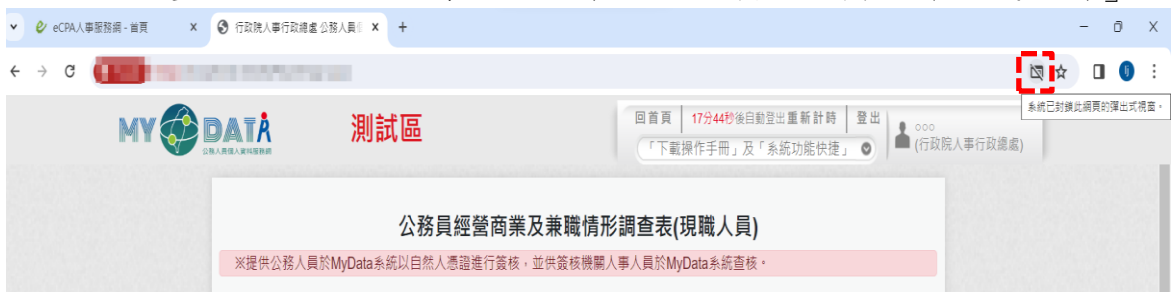 eCPA人事服務網 - 首頁
行政院人事行政總處 公務人員
系統已封鎖此網頁的彈出式視窗。
MY DATA
公務人員個人資料服務網
測試區
回首頁 17分44秒後自動登出重新計時 登出
「下載操作手冊」及「系統功能快捷」
ooo
(行政院人事行政總處)
公務員經營商業及兼職情形調查表(現職人員)
※提供公務人員於MyData系統以自然人憑證進行簽核，並供簽核機關人事人員於MyData系統查核。